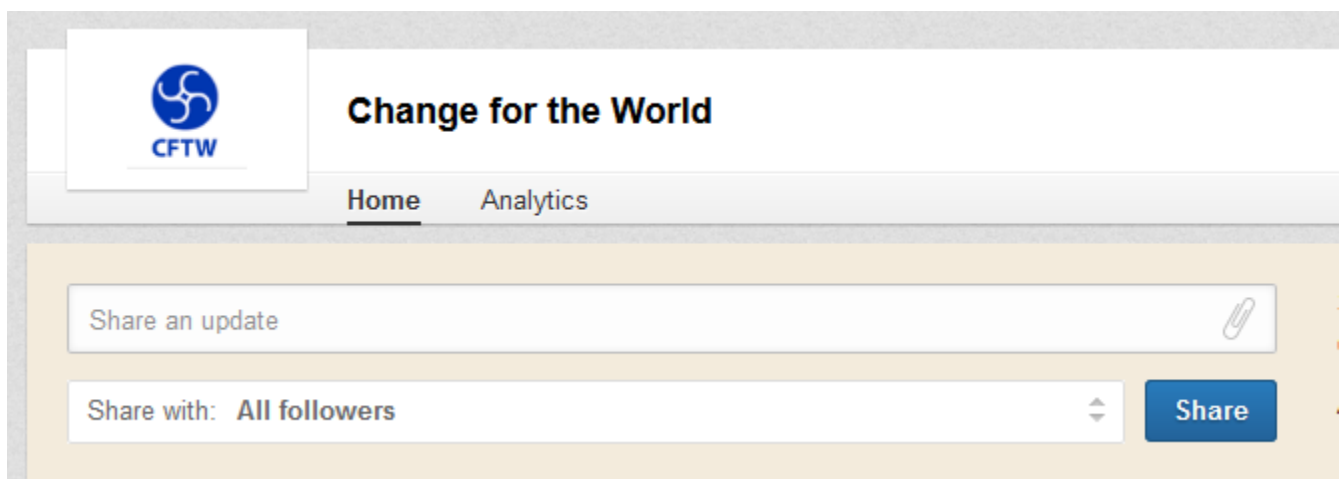 CFTW
Change for the World
Home Analytics
Share an update
Share with: All followers
Share